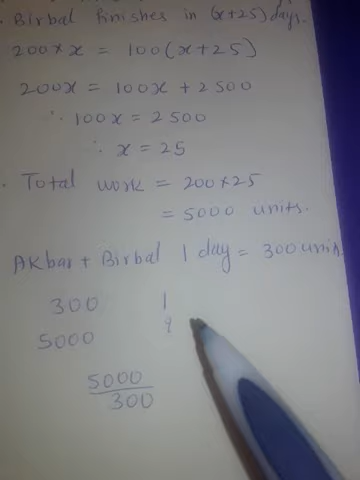 . Birbal finishes in (x+25) days.
200 × x = 100(x+25)
200x = 100x + 2500
∴ 100x = 2500
∴ x = 25
. Total work = 200×25
= 5000 units.
Akbar + Birbal 1 day = 300 units
300 1
5000 ?
5000
300